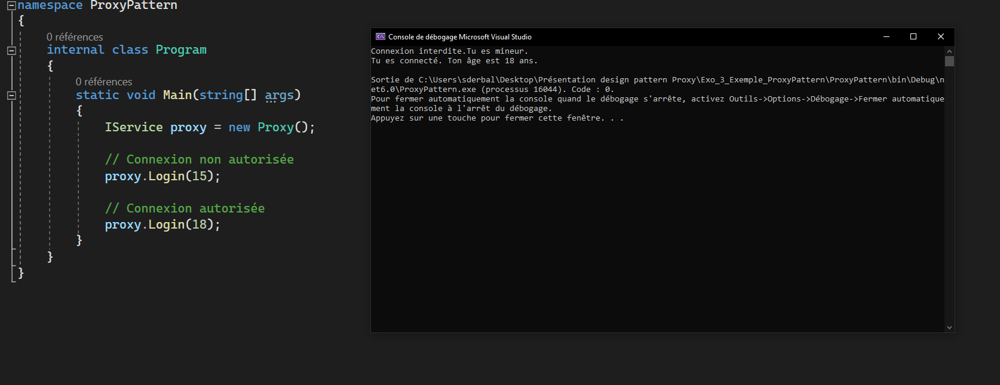 namespace ProxyPattern
{
0 références
internal class Program
{
0 références
static void Main(string[] args)
{
IService proxy = new Proxy();
// Connexion non autorisée
proxy.Login(15);
// Connexion autorisée
proxy.Login(18);
}
}
}
Console de débogage Microsoft Visual Studio
Connexion interdite.Tu es mineur.
Tu es connecté. Ton âge est 18 ans.
Sortie de C:\Users\sderbal\Desktop\Présentation design pattern Proxy\Exo_3_Exemple_ProxyPattern\ProxyPattern\bin\Debug\n
et6.0\ProxyPattern.exe (processus 16044). Code : 0.
Pour fermer automatiquement la console quand le débogage s'arrête, activez Outils->Options->Débogage->Fermer automatique
ment la console à l'arrêt du débogage.
Appuyez sur une touche pour fermer cette fenêtre. . .